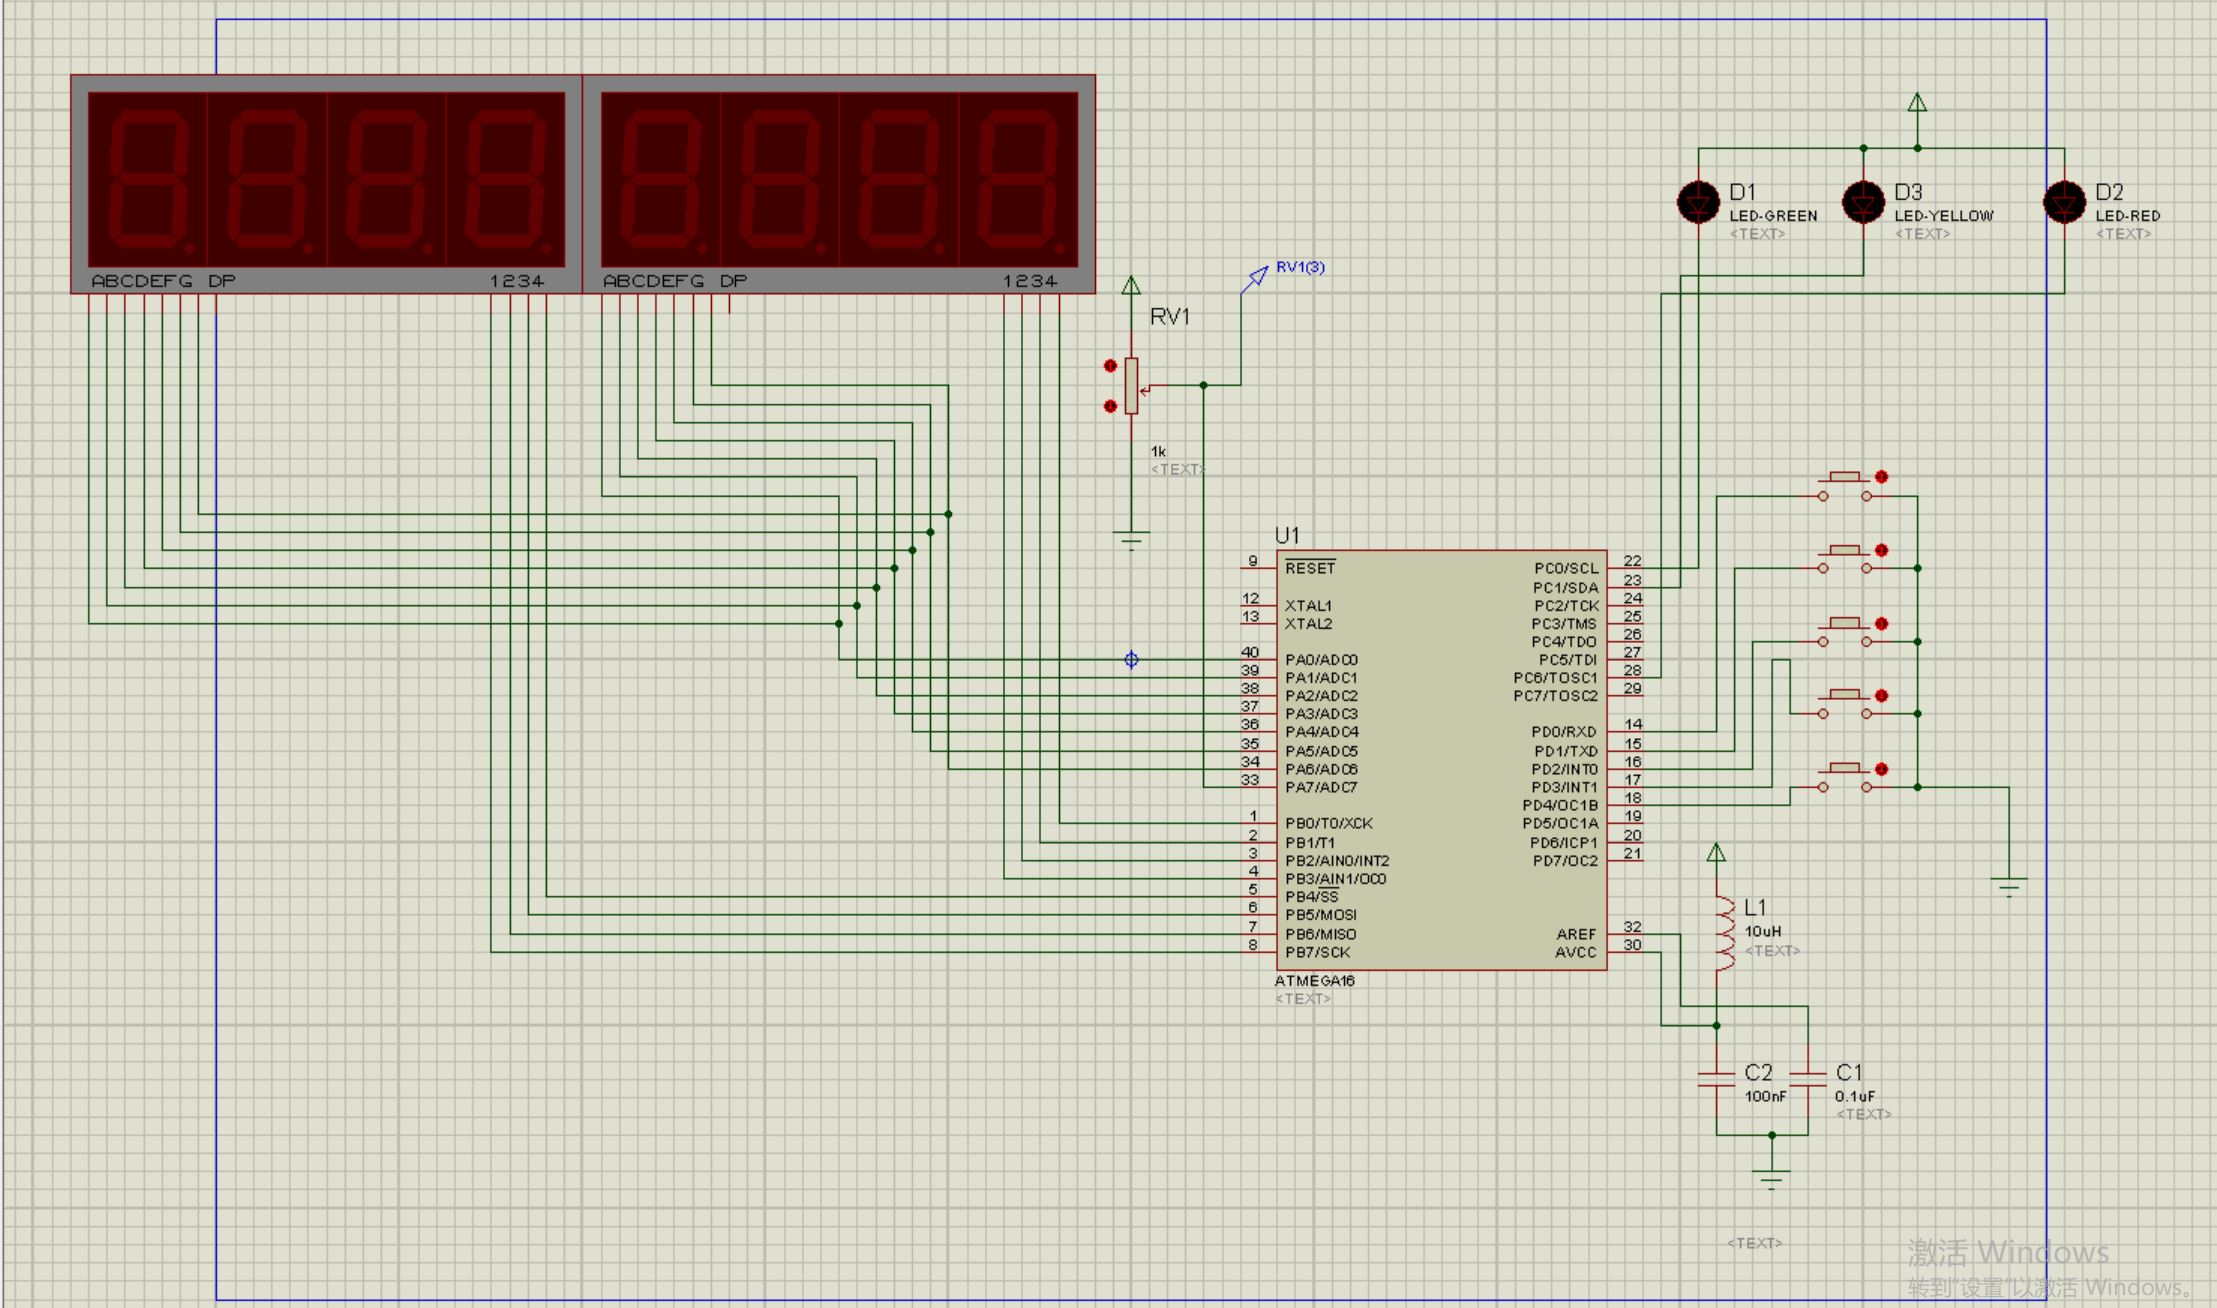 ABCDEFG DP
1234
ABCDEFG DP
1234
RV1(3)
RV1
1k
<TEXT>
D1
LED-GREEN
<TEXT>
D3
LED-YELLOW
<TEXT>
D2
LED-RED
<TEXT>
U1
9 RESET
12 XTAL1
13 XTAL2
40 PA0/ADC0
39 PA1/ADC1
38 PA2/ADC2
37 PA3/ADC3
36 PA4/ADC4
35 PA5/ADC5
34 PA6/ADC6
33 PA7/ADC7
1 PB0/T0/XCK
2 PB1/T1
3 PB2/AIN0/INT2
4 PB3/AIN1/OC0
5 PB4/SS
6 PB5/MOSI
7 PB6/MISO
8 PB7/SCK
PC0/SCL 22
PC1/SDA 23
PC2/TCK 24
PC3/TMS 25
PC4/TDO 26
PC5/TDI 27
PC6/TOSC1 28
PC7/TOSC2 29
PD0/RXD 14
PD1/TXD 15
PD2/INT0 16
PD3/INT1 17
PD4/OC1B 18
PD5/OC1A 19
PD6/ICP1 20
PD7/OC2 21
AREF 32
AVCC 30
ATMEGA16
<TEXT>
L1
10uH
<TEXT>
C2
100nF
C1
0.1uF
<TEXT>
<TEXT>
激活 Windows
转到"设置"以激活 Windows。